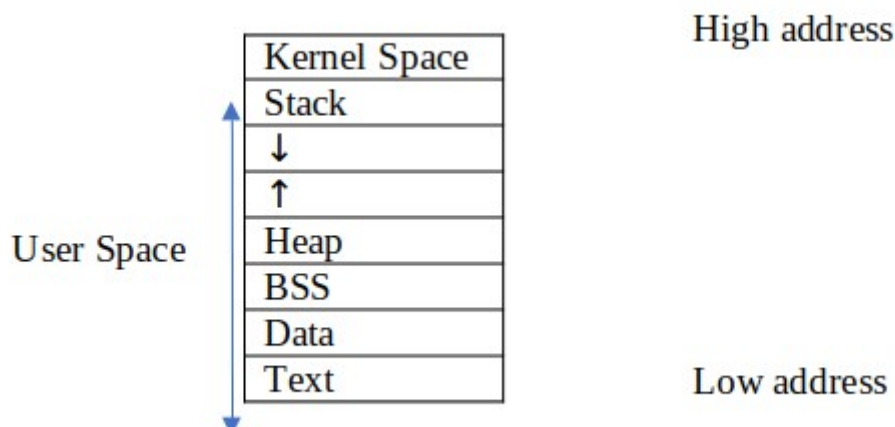 High address
Kernel Space
Stack
↓
↑
User Space
Heap
BSS
Data
Text
Low address